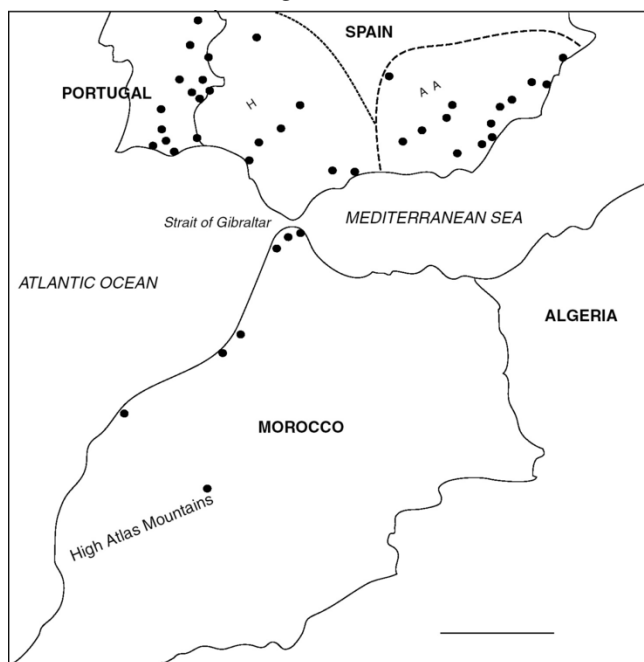 SPAIN
PORTUGAL
A A
H
Strait of Gibraltar
MEDITERRANEAN SEA
ATLANTIC OCEAN
ALGERIA
MOROCCO
High Atlas Mountains